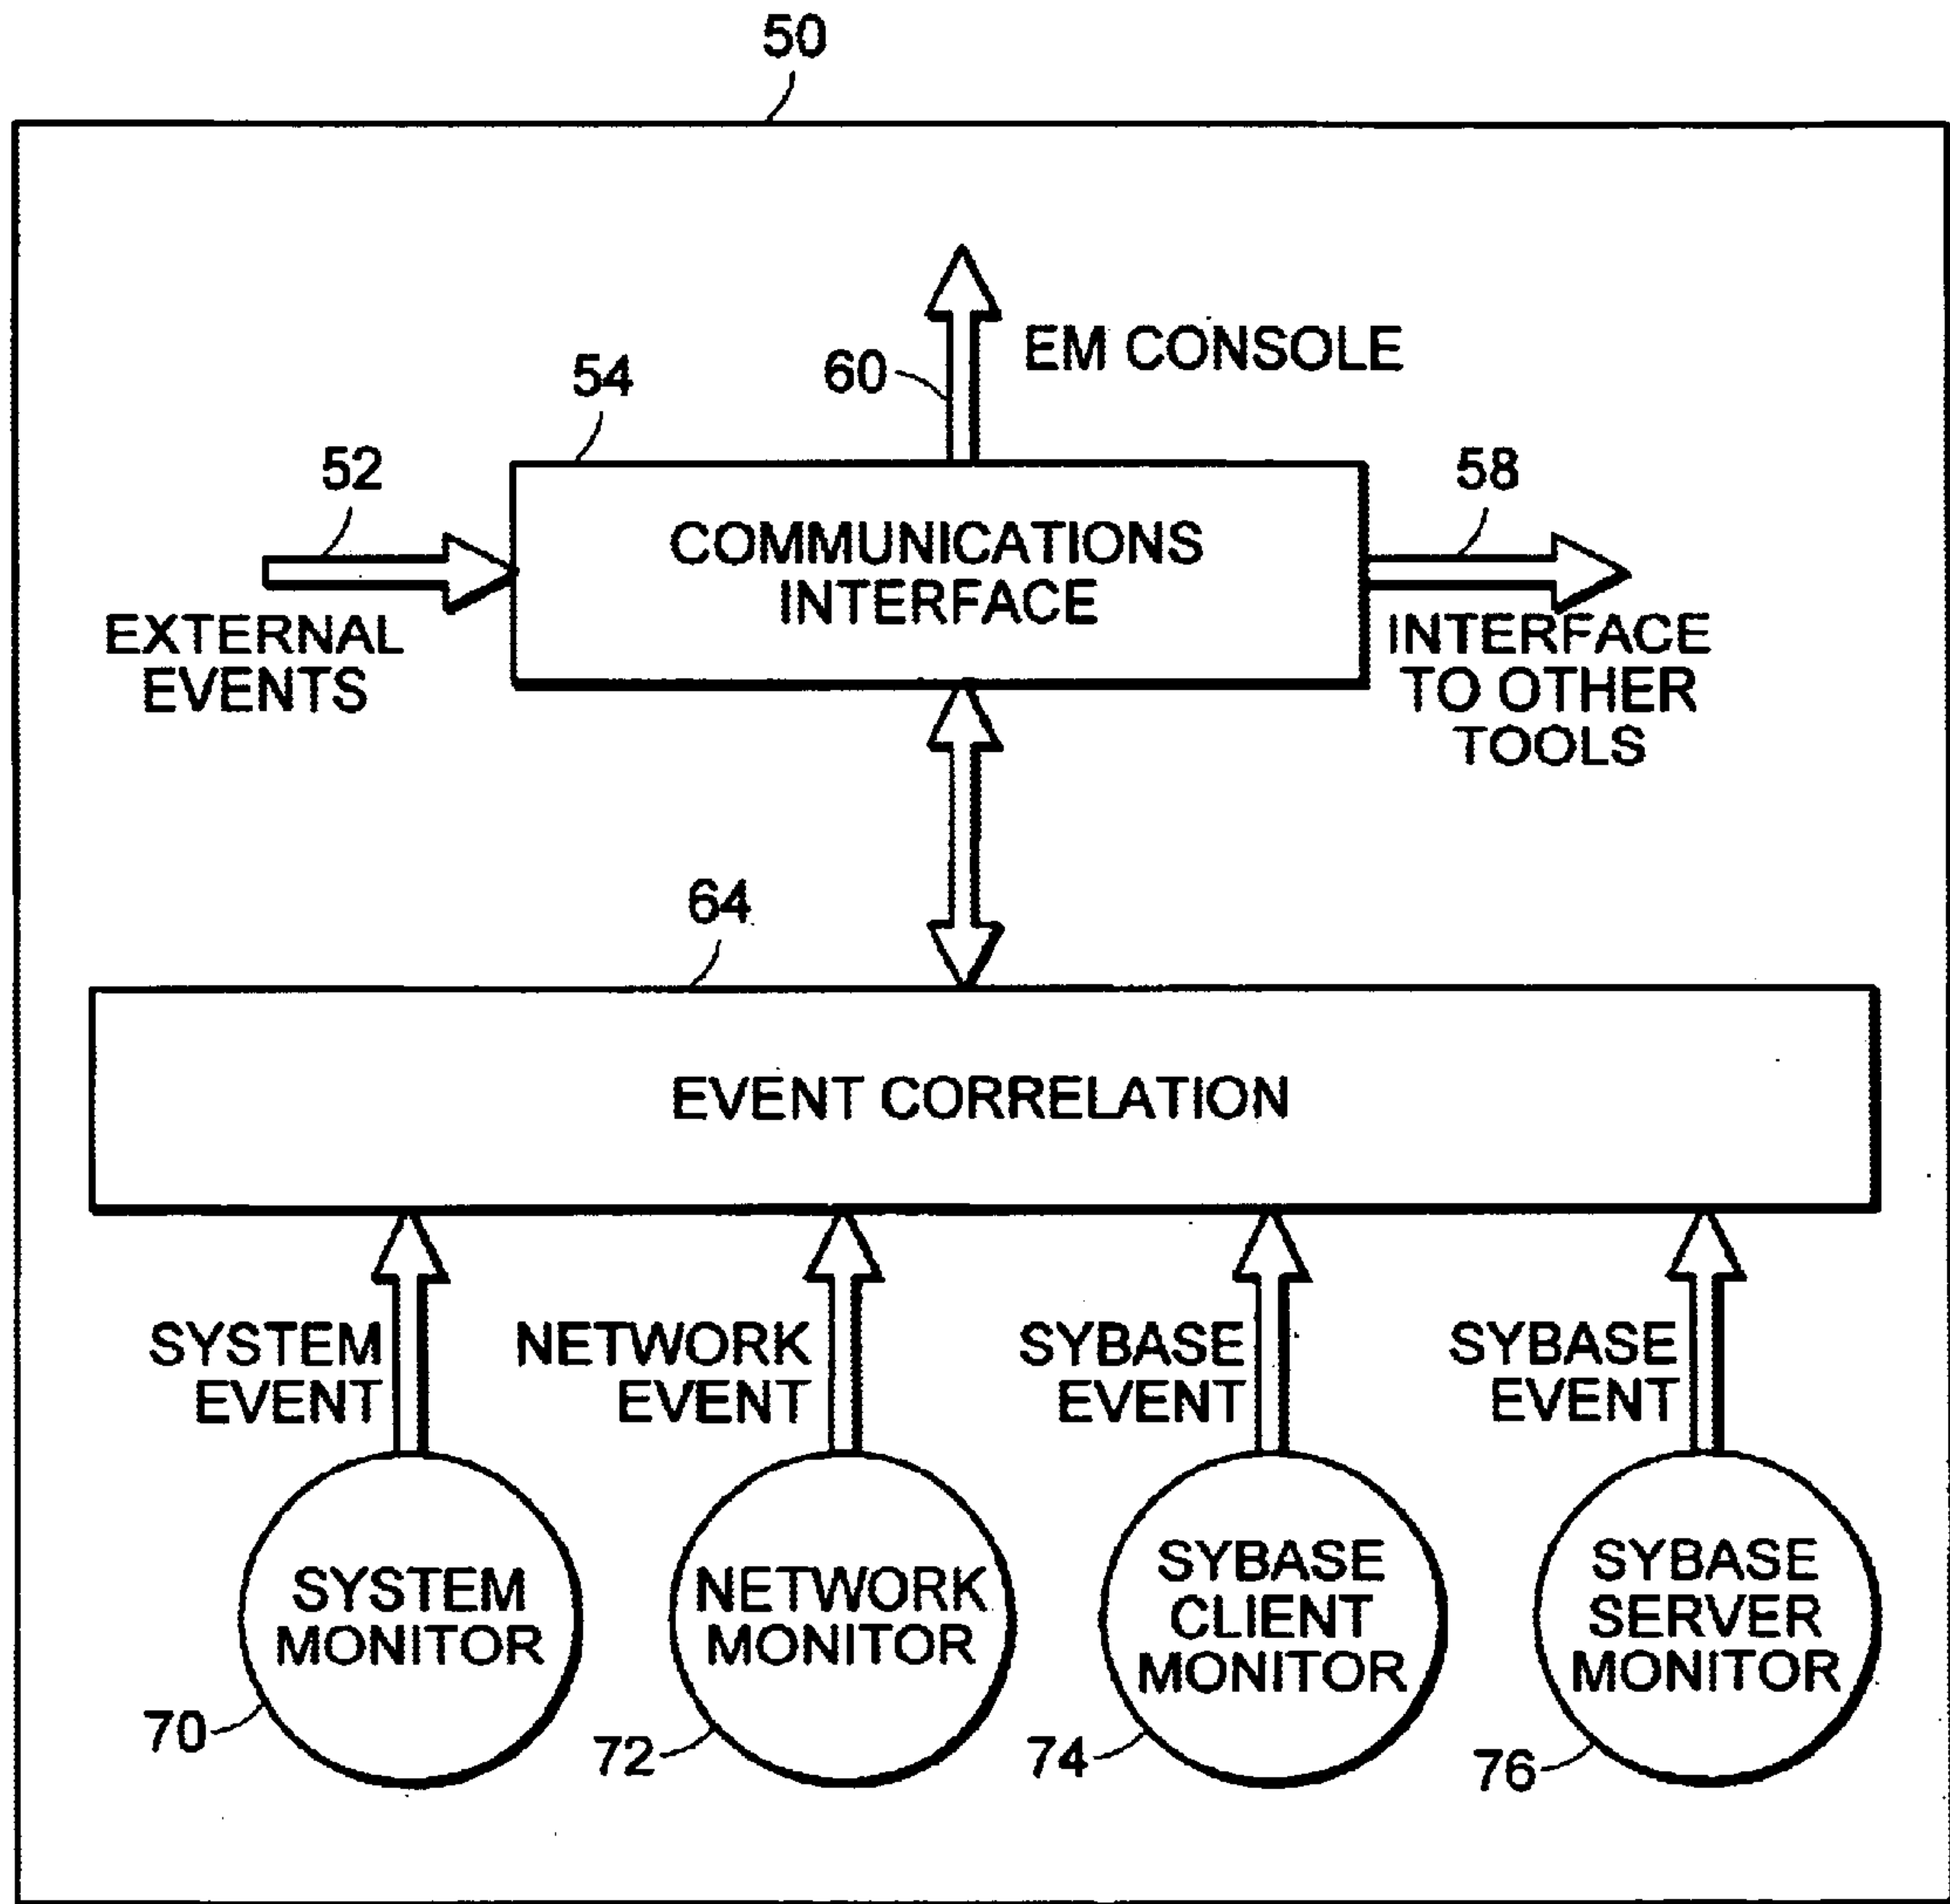 50
EM CONSOLE
60
54
52
58
COMMUNICATIONS
INTERFACE
EXTERNAL
EVENTS
INTERFACE
TO OTHER
TOOLS
64
EVENT CORRELATION
SYSTEM
EVENT
NETWORK
EVENT
SYBASE
EVENT
SYBASE
EVENT
SYSTEM
MONITOR
NETWORK
MONITOR
SYBASE
CLIENT
MONITOR
SYBASE
SERVER
MONITOR
70
72
74
76